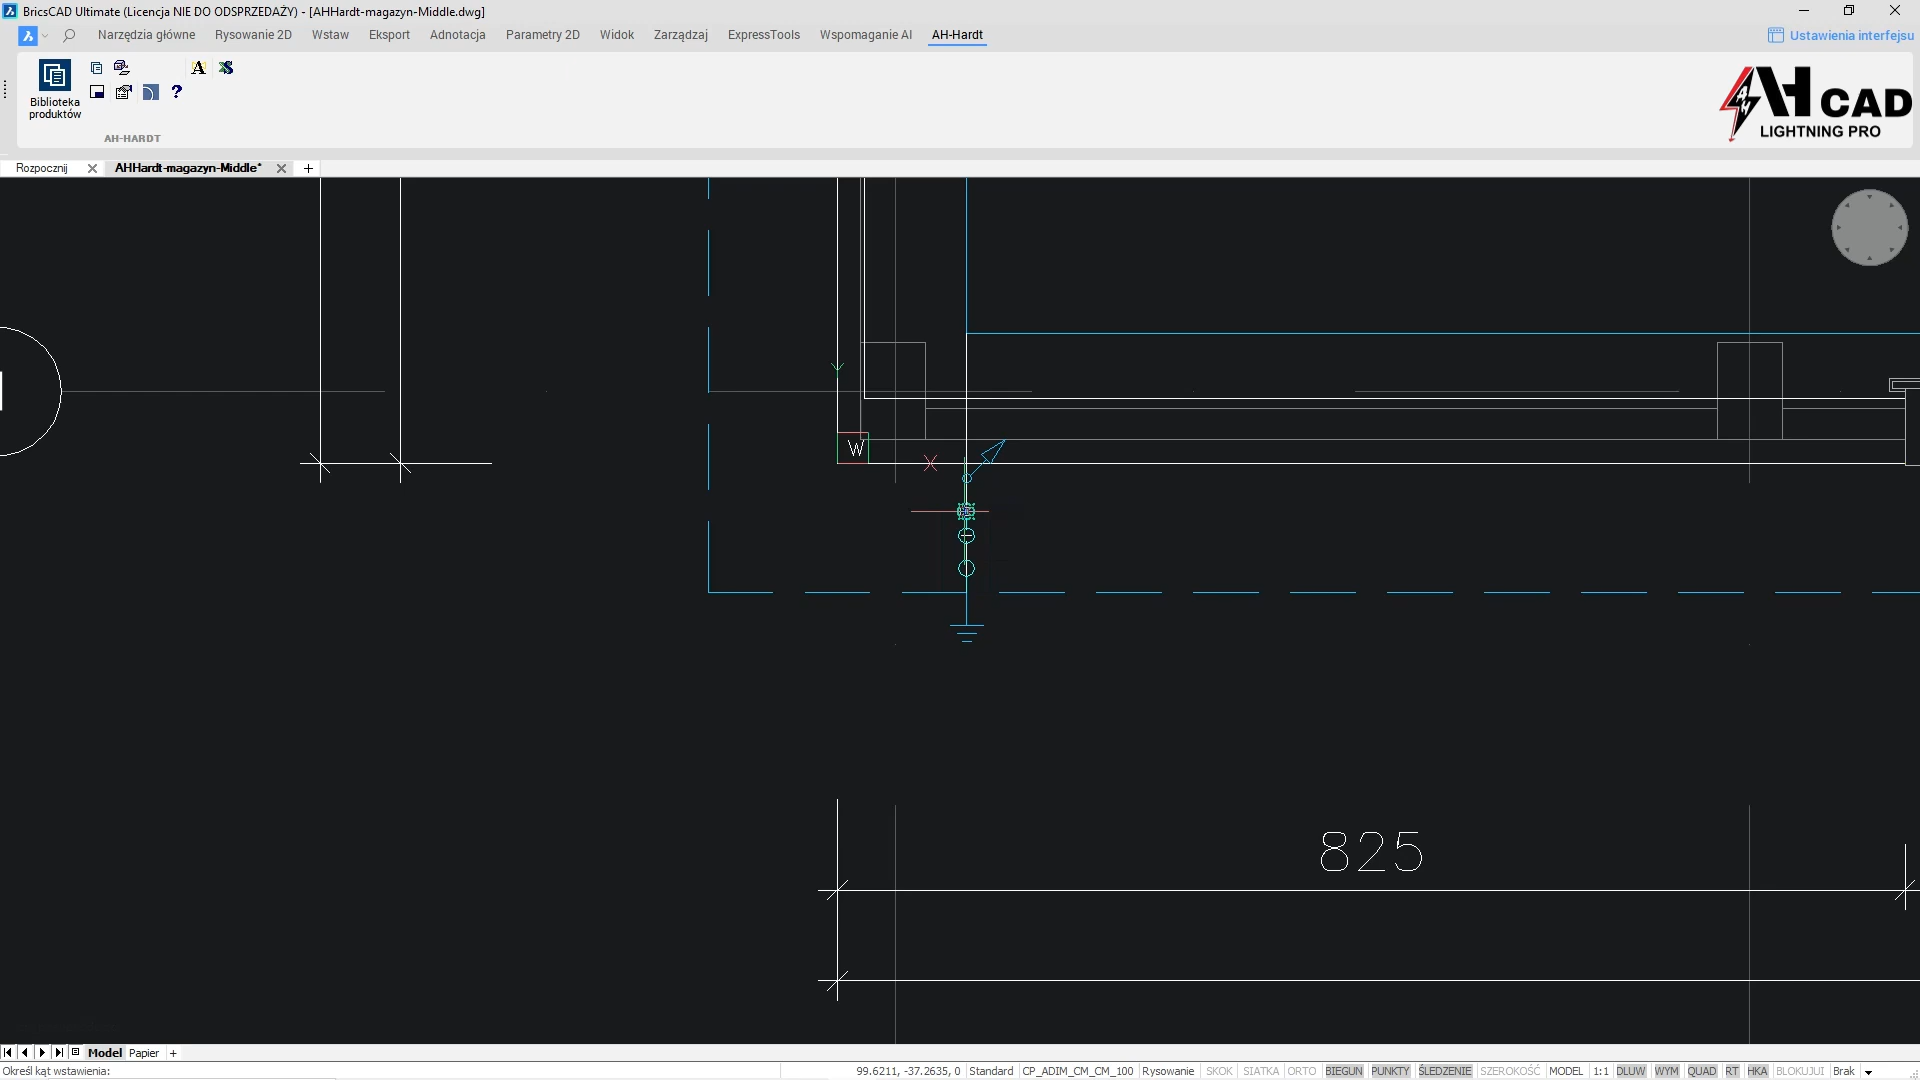 BricsCAD Ultimate (Licencja NIE DO ODSPRZEDAŻY) - [AHHardt-magazyn-Middle.dwg]
Narzędzia główne Rysowanie 2D Wstaw Eksport Adnotacja Parametry 2D Widok Zarządzaj ExpressTools Wspomaganie AI AH-Hardt Ustawienia interfejsu
Biblioteka
produktów
A ?
AH-HARDT
AH CAD
LIGHTNING PRO
Rozpocznij AHHardt-magazyn-Middle* +
Y
W
X
825
Model Papier +
Określ kąt wstawienia: 99.6211, -37.2635, 0 Standard CP_ADIM_CM_CM_100 Rysowanie SKOK SIATKA ORTO BIEGUN PUNKTY ŚLEDZENIE SZEROKOŚĆ MODEL 1:1 DLUW WYM QUAD RT HKA BLOKUJUI Brak